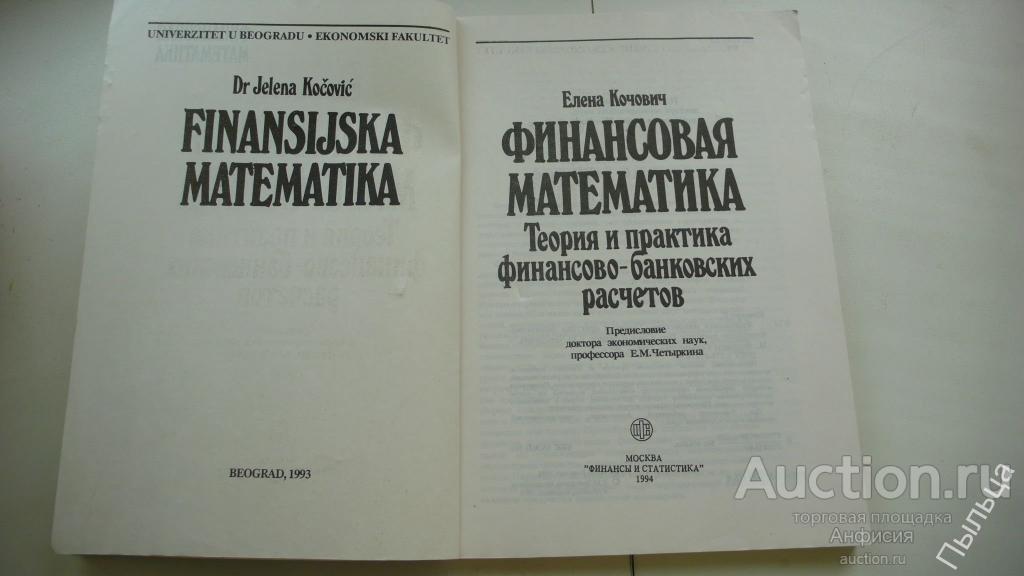 UNIVERZITET U BEOGRADU • EKONOMSKI FAKULTET
Dr Jelena Kočović
FINANSIJSKA
MATEMATIKA
BEOGRAD, 1993
Елена Кочович
ФИНАНСОВАЯ
МАТЕМАТИКА
Теория и практика
финансово-банковских
расчетов
Предисловие
доктора экономических наук,
профессора Е.М.Четыркина
МОСКВА
"ФИНАНСЫ И СТАТИСТИКА"
1994
Auction.ru
торговая площадка
Анфисия
auction.ru
Пыльца